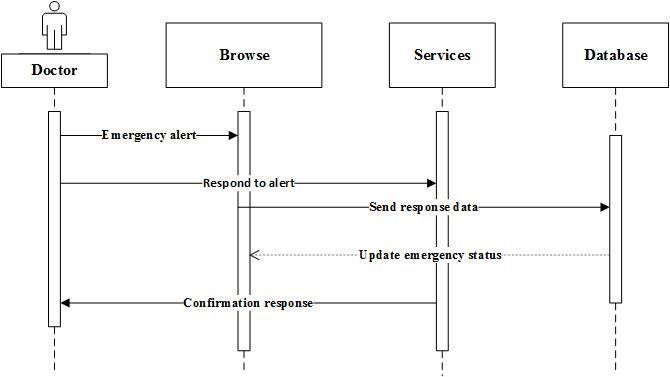 Doctor
Browse
Services
Database
Emergency alert
Respond to alert
Send response data
Update emergency status
Confirmation response